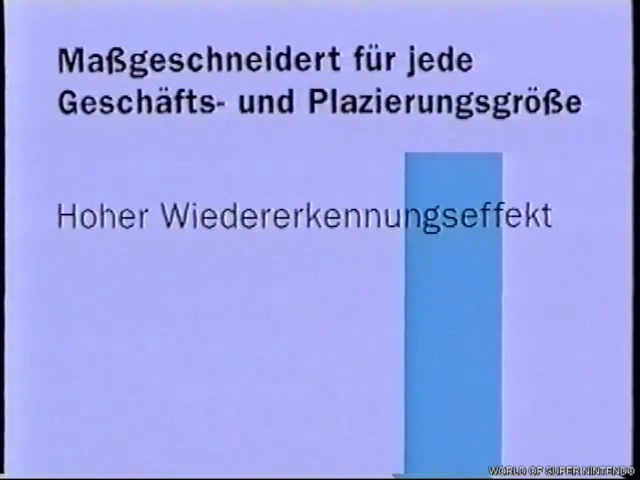 Maßgeschneidert für jede
Geschäfts- und Plazierungsgröße
Hoher Wiedererkennungseffekt
WORLD OF SUPER NINTENDO